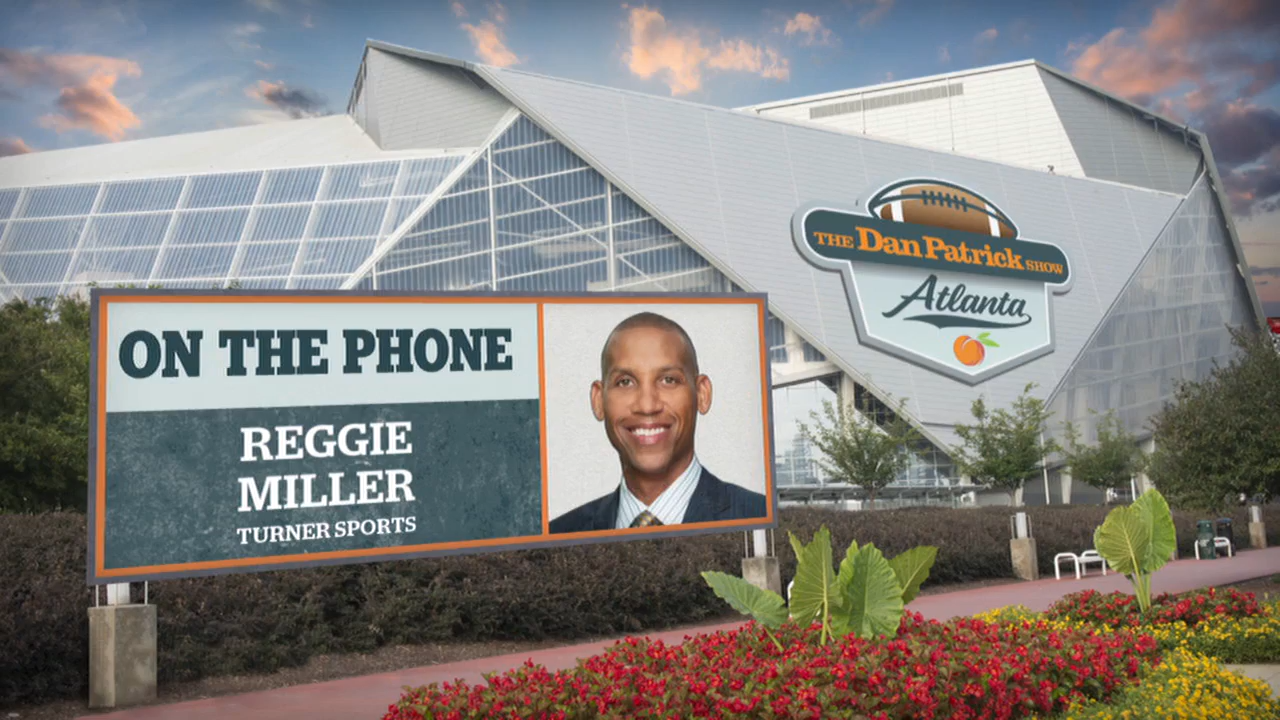 ON THE PHONE
REGGIE
MILLER
TURNER SPORTS
THE Dan Patrick SHOW
Atlanta